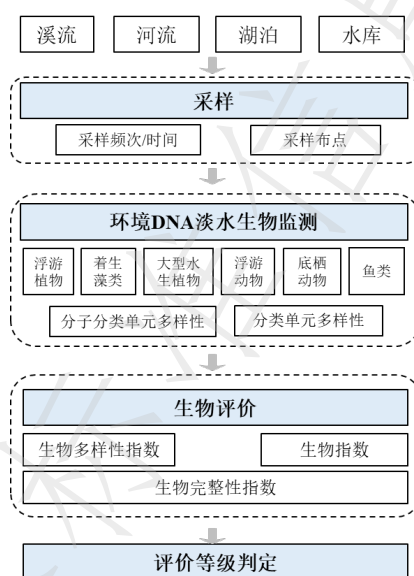 溪流 河流 湖泊 水库
采样
采样频次/时间 采样布点
环境DNA淡水生物监测
浮游植物 着生藻类 大型水生植物 浮游动物 底栖动物 鱼类
分子分类单元多样性 分类单元多样性
生物评价
生物多样性指数 生物指数
生物完整性指数
评价等级判定